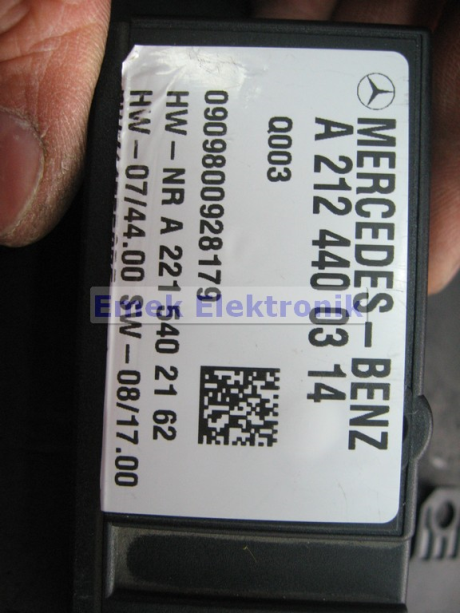 MERCEDES-BENZ
A 212 440 03 14
Q003
0909800928179
HW-NR A 221 540 21 62
HW-07/44.00 SW-08/17.00
Emek Elektronik